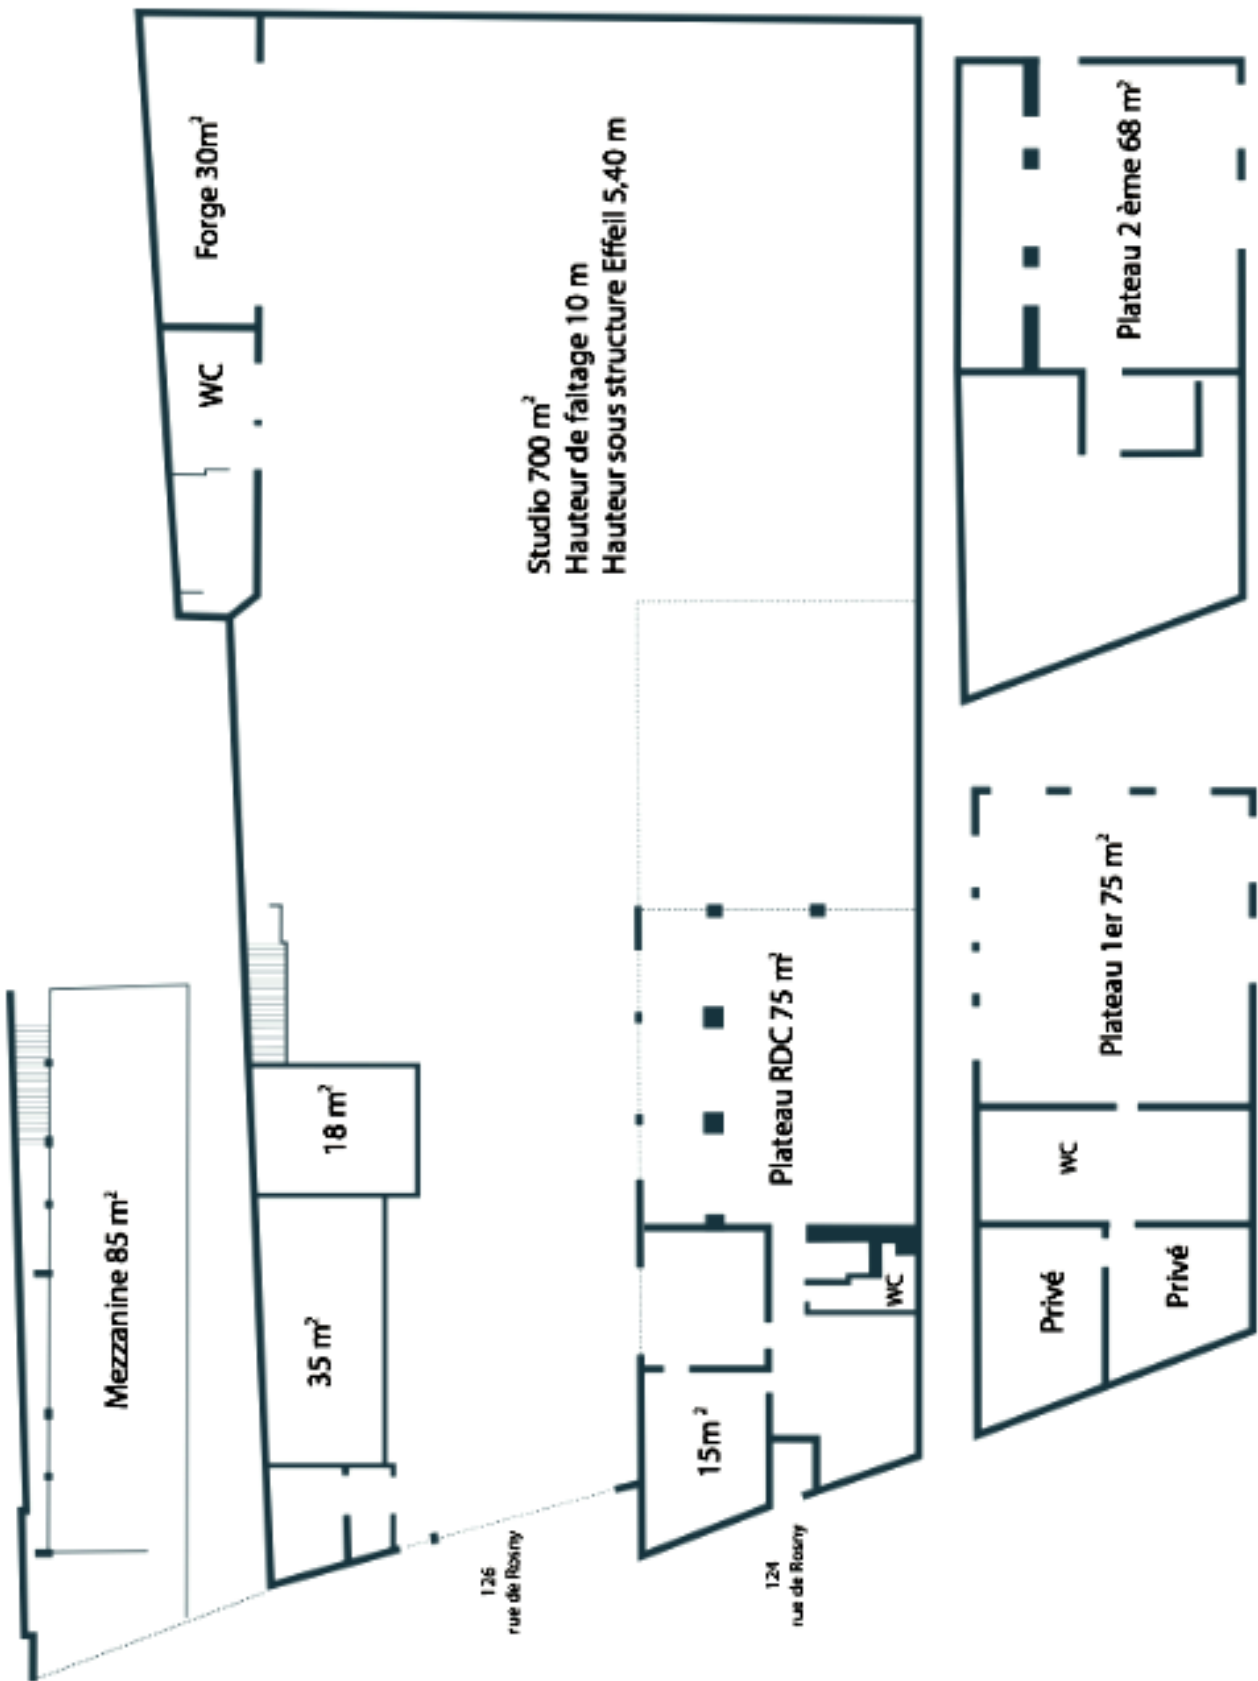 Mezzanine 85 m²
35 m²
18 m²
WC
Forge 30m²
Studio 700 m²
Hauteur de faîtage 10 m
Hauteur sous structure Effeil 5,40 m
126
rue de Rosny
15m²
Plateau RDC 75 m²
WC
124
rue de Rosny
Privé
Privé
WC
Plateau 1er 75 m²
Plateau 2 ème 68 m²